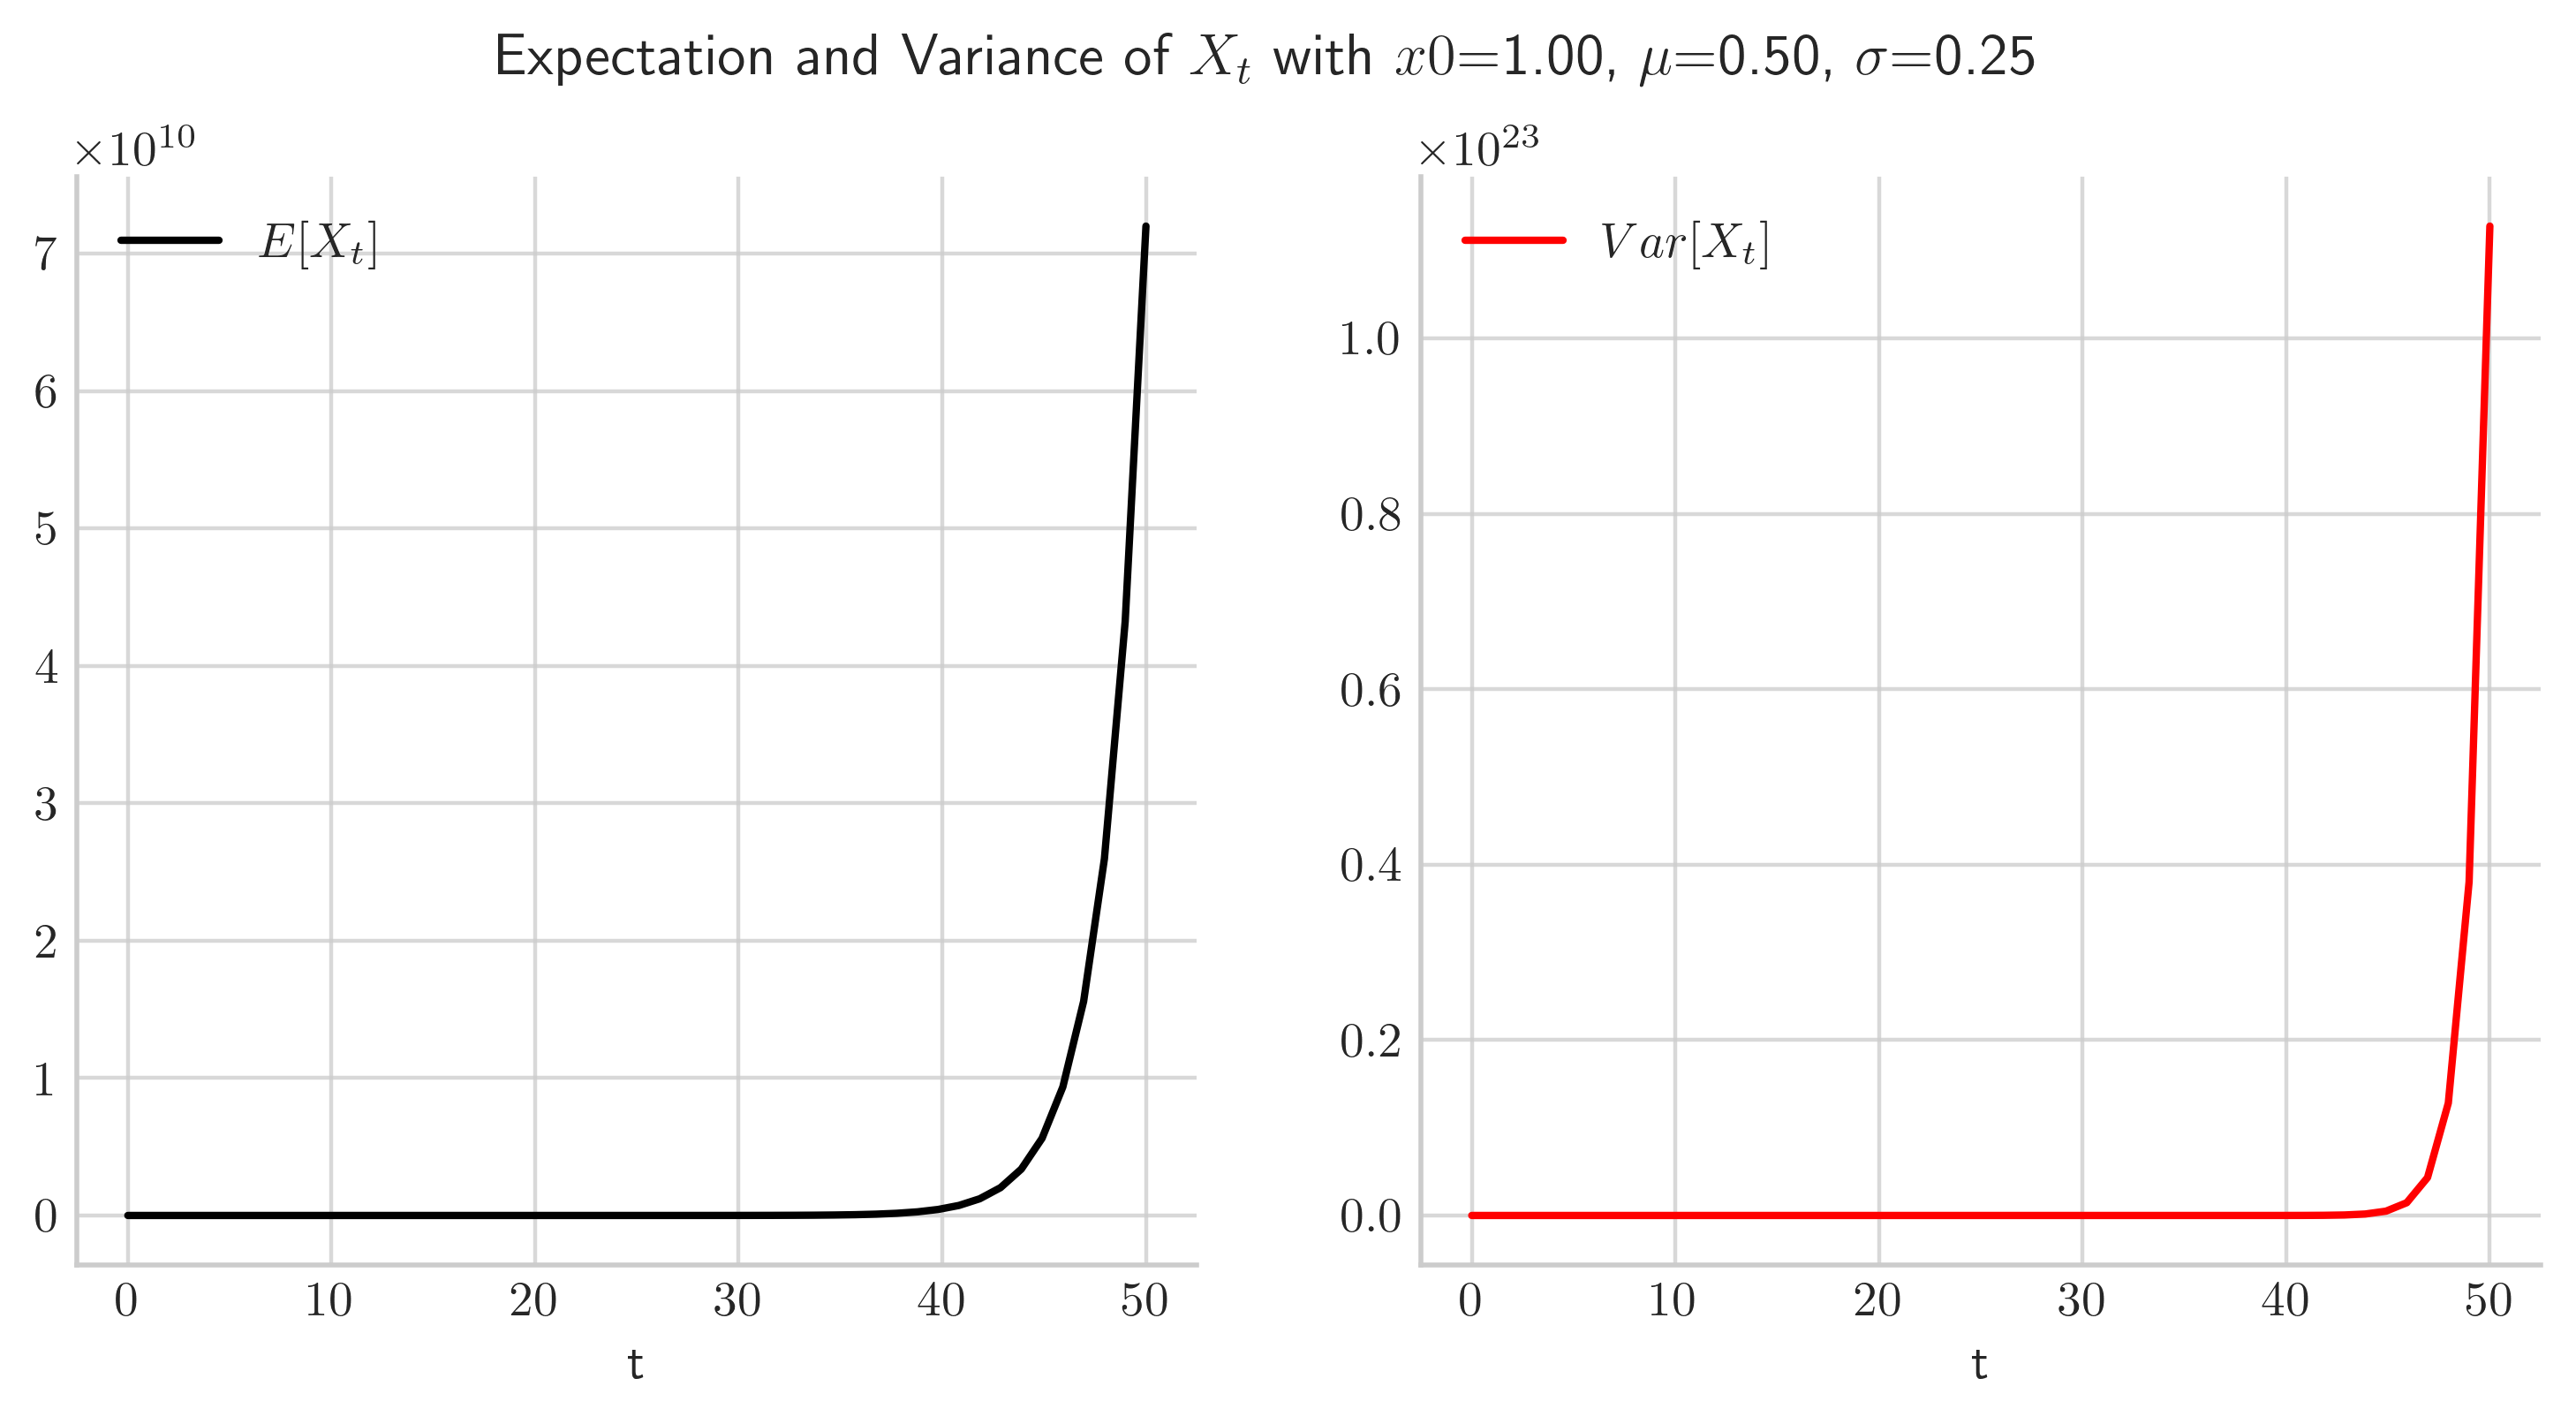 Expectation and Variance of $X_t$ with $x0$=1.00, $\mu$=0.50, $\sigma$=0.25
×10^{10}
E[X_t]
7
6
5
4
3
2
1
0
0 10 20 30 40 50
t
×10^{23}
Var[X_t]
1.0
0.8
0.6
0.4
0.2
0.0
0 10 20 30 40 50
t